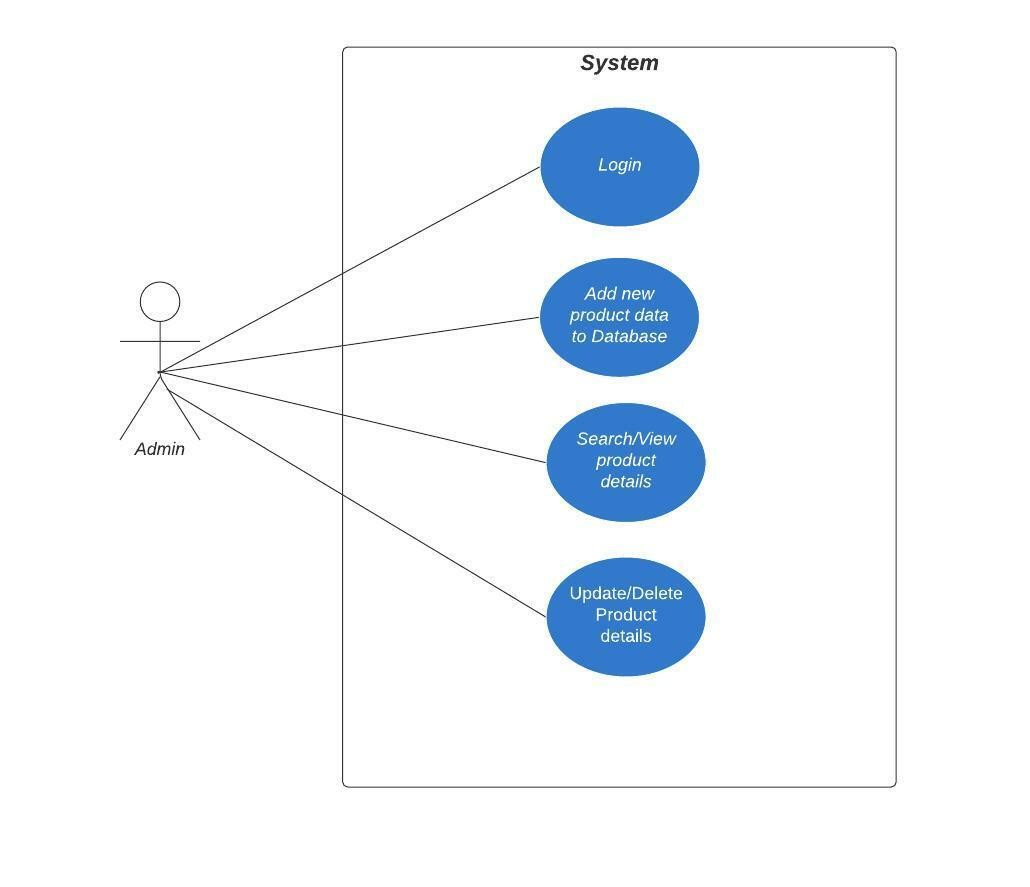 System
Login
Add new
product data
to Database
Search/View
product
details
Admin
Update/Delete
Product
details